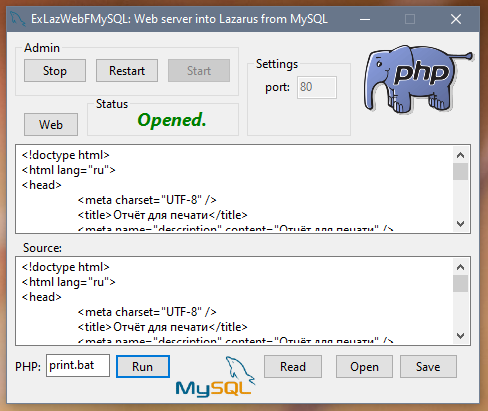 ExLazWebFMySQL: Web server into Lazarus from MySQL
Admin
Stop
Restart
Start
Settings
port:
80
php
Web
Status
Opened.
<!doctype html>
<html lang="ru">
<head>
<meta charset="UTF-8" />
<title>Отчёт для печати</title>
<meta name="description" content="Отчёт для печати" />
Source:
<!doctype html>
<html lang="ru">
<head>
<meta charset="UTF-8" />
<title>Отчёт для печати</title>
<meta name="description" content="Отчёт для печати" />
PHP:
print.bat
Run
MySQL
Read
Open
Save